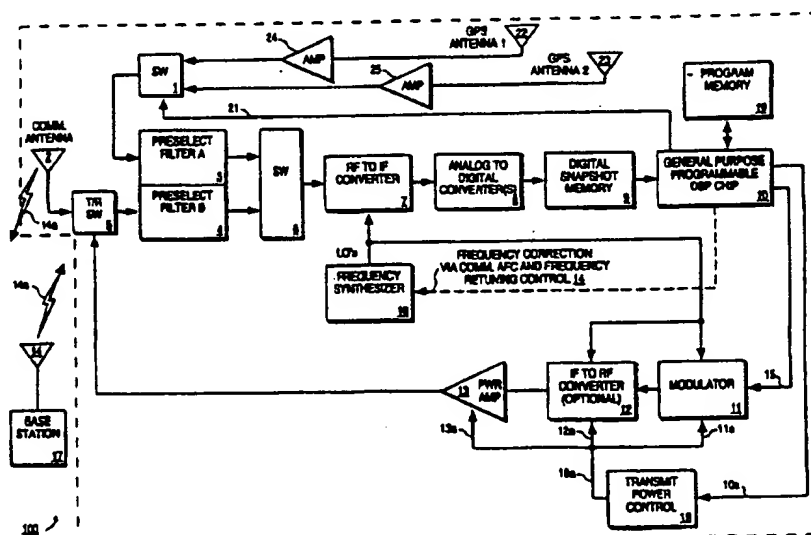 GPS
ANTENNA 1
22
24
AMP
GPS
ANTENNA 2
23
25
AMP
SW
1
21
PROGRAM
MEMORY
19
COMM.
ANTENNA
2
14a
T/R
SW
5
PRESELECT
FILTER A
3
PRESELECT
FILTER B
4
SW
6
RF TO IF
CONVERTER
7
ANALOG TO
DIGITAL
CONVERTER(S)
8
DIGITAL
SNAPSHOT
MEMORY
9
GENERAL PURPOSE
PROGRAMMABLE
DSP CHIP
10
LO's
FREQUENCY
SYNTHESIZER
16
FREQUENCY CORRECTION
VIA COMM. AFC AND FREQUENCY
RETUNING CONTROL 14
14a
14
BASE
STATION
17
13
PWR
AMP
IF TO RF
CONVERTER
(OPTIONAL)
12
MODULATOR
11
15
13a
12a
11a
18a
10a
TRANSMIT
POWER
CONTROL
18
100